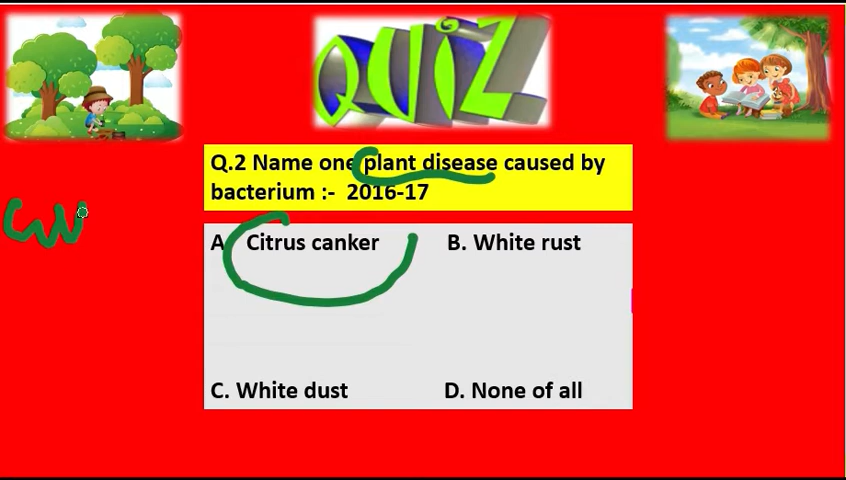 QUIZ
Q.2 Name one plant disease caused by
bacterium :- 2016-17
A Citrus canker
B. White rust
C. White dust
D. None of all